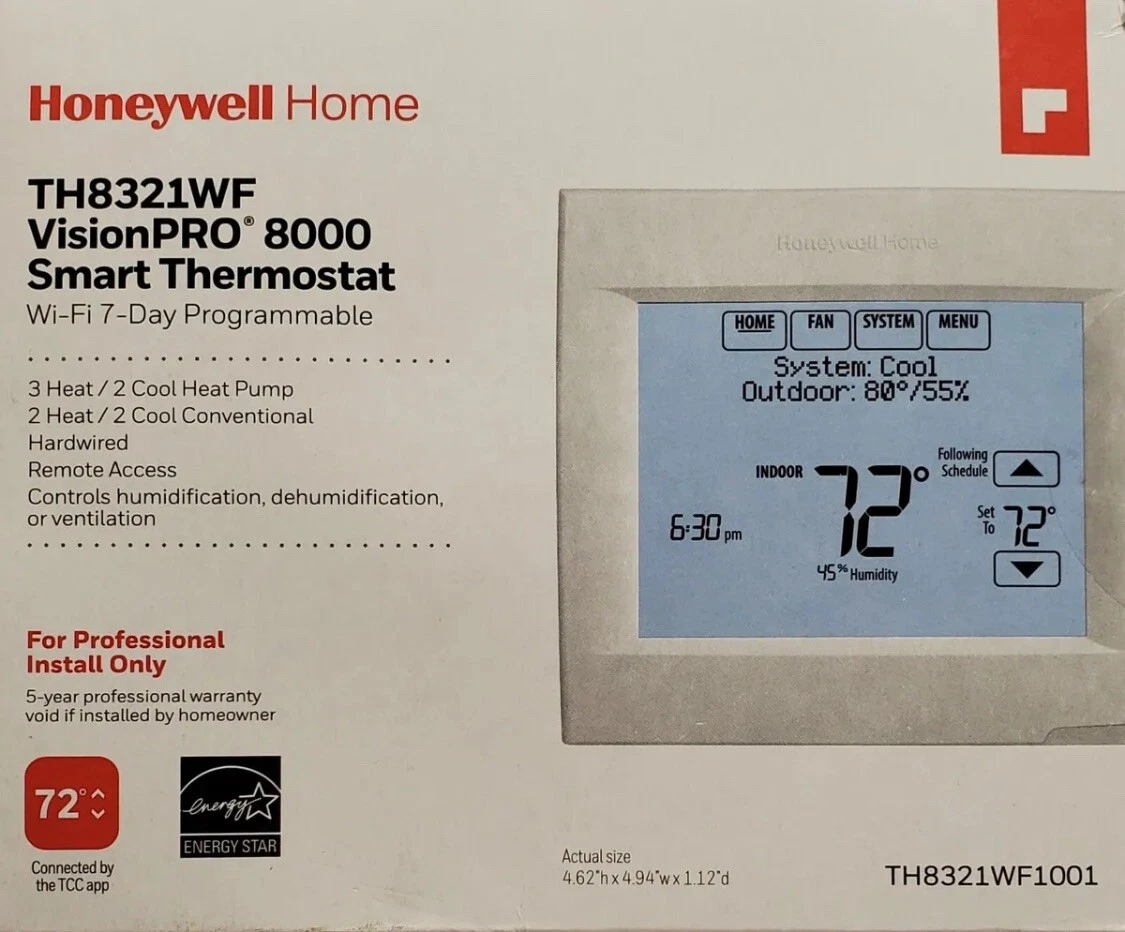 Honeywell Home
TH8321WF
VisionPRO® 8000
Smart Thermostat
Wi-Fi 7-Day Programmable
3 Heat / 2 Cool Heat Pump
2 Heat / 2 Cool Conventional
Hardwired
Remote Access
Controls humidification, dehumidification,
or ventilation
For Professional
Install Only
5-year professional warranty
void if installed by homeowner
72°
Connected by
the TCC app
energy
ENERGY STAR
Honeywell Home
HOME FAN SYSTEM MENU
System: Cool
Outdoor: 80°/55%
Following
Schedule
INDOOR 72°
Set
To 72°
6:30 pm
45% Humidity
Actual size
4.62"h x 4.94"w x 1.12"d
TH8321WF1001